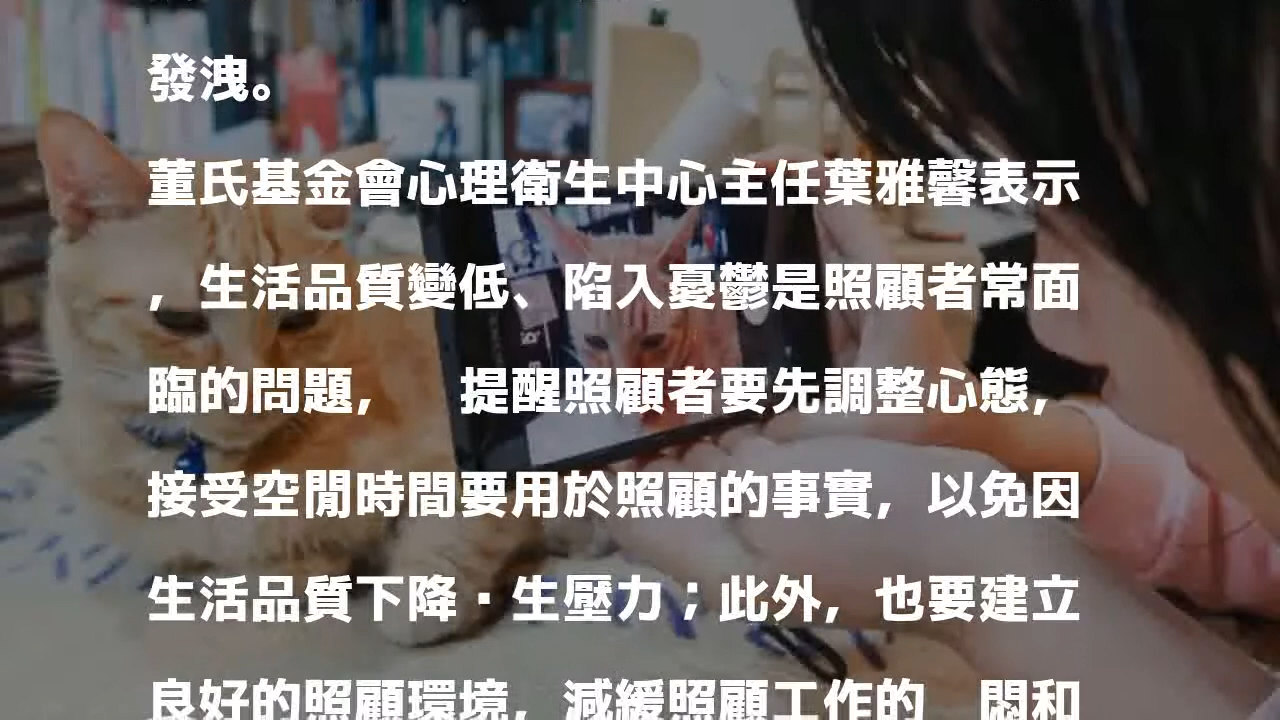 發洩。
董氏基金會心理衛生中心主任葉雅馨表示
，生活品質變低、陷入憂鬱是照顧者常面
臨的問題，　提醒照顧者要先調整心態，
接受空閒時間要用於照顧的事實，以免因
生活品質下降·生壓力；此外，也要建立
良好的照顧環境，減緩照顧工作的　悶和